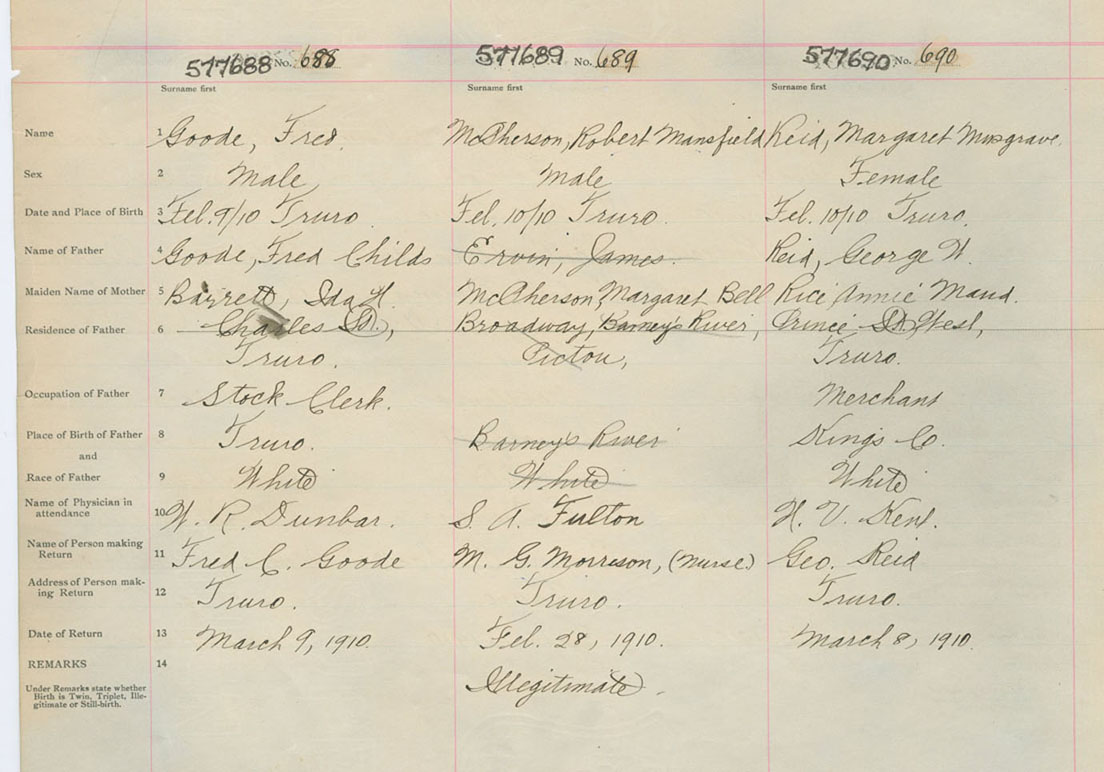 577688 No. 688 577689 No. 689 577690 No. 690
Surname first Surname first Surname first
Name 1 Goode, Fred. McPherson, Robert Mansfield Reid, Margaret Musgrave.
Sex 2 Male Male Female
Date and Place of Birth 3 Feb. 9/10 Truro. Feb. 10/10 Truro. Feb. 10/10 Truro.
Name of Father 4 Goode, Fred Childs Ervin, James. Reid, George W.
Maiden Name of Mother 5 Barrett, Ida H. McPherson, Margaret Bell Rice Annie Maud.
Residence of Father 6 Charles St., Broadway, Barney's River, Prince St. West,
Truro. Pictou, Truro.
Occupation of Father 7 Stock Clerk. Merchant
Place of Birth of Father 8 Truro. Barney's River Kings Co.
and
Race of Father 9 White White White
Name of Physician in
attendance 10 W. R. Dunbar. S. A. Fulton H. V. Kent.
Name of Person making
Return 11 Fred C. Goode M. G. Morrison, (Nurse) Geo. Reid
Address of Person mak-
ing Return 12 Truro. Truro. Truro.
Date of Return 13 March 9, 1910. Feb. 28, 1910. March 8, 1910.
REMARKS 14
Under Remarks state whether
Birth is Twin, Triplet, Ille-
gitimate or Still-birth.
Illegitimate.